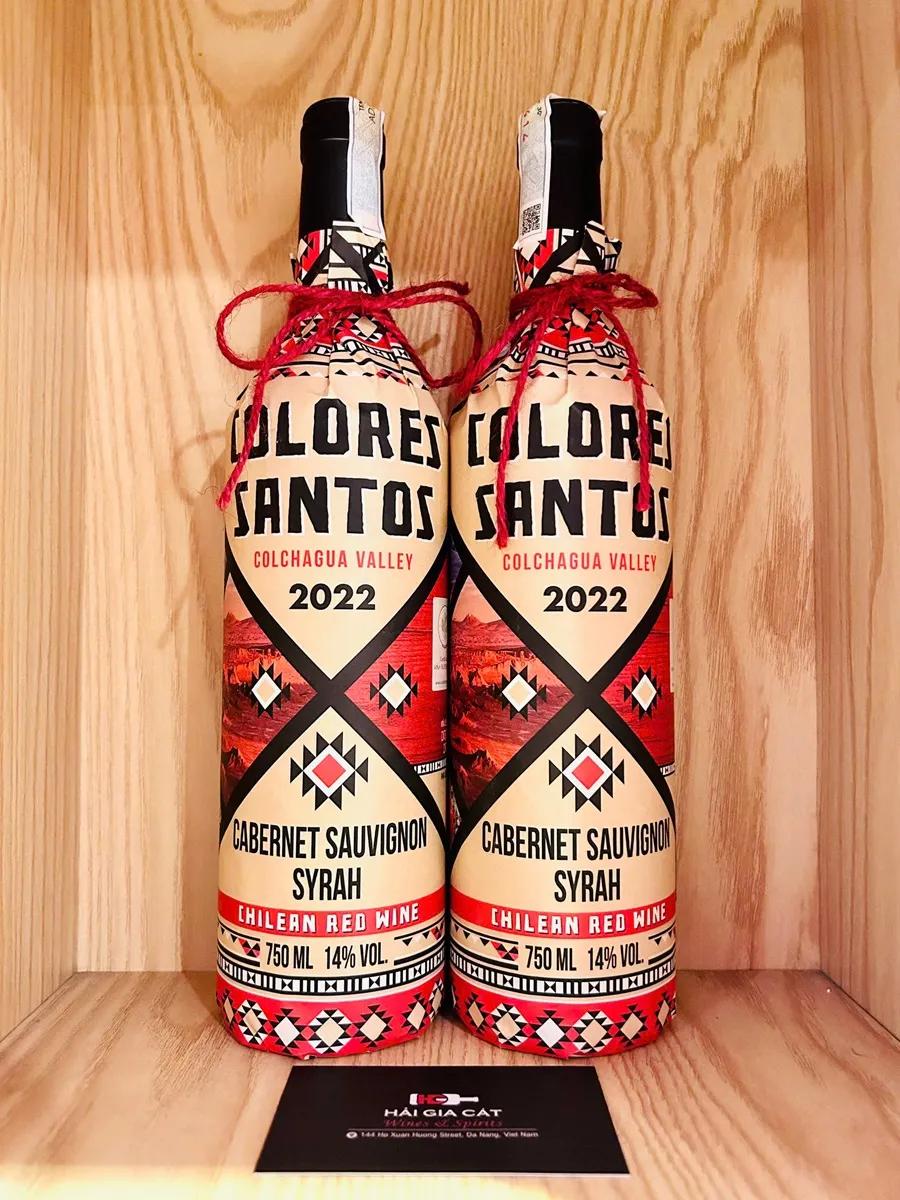 COLORES
SANTOS
COLCHAGUA VALLEY
2022
CABERNET SAUVIGNON
SYRAH
CHILEAN RED WINE
750 ML 14% VOL.
COLORES
SANTOS
COLCHAGUA VALLEY
2022
CABERNET SAUVIGNON
SYRAH
CHILEAN RED WINE
750 ML 14% VOL.
HẢI GIA CÁT
Wines & Spirits
144 Ho Xuan Huong Street, Da Nang, Viet Nam